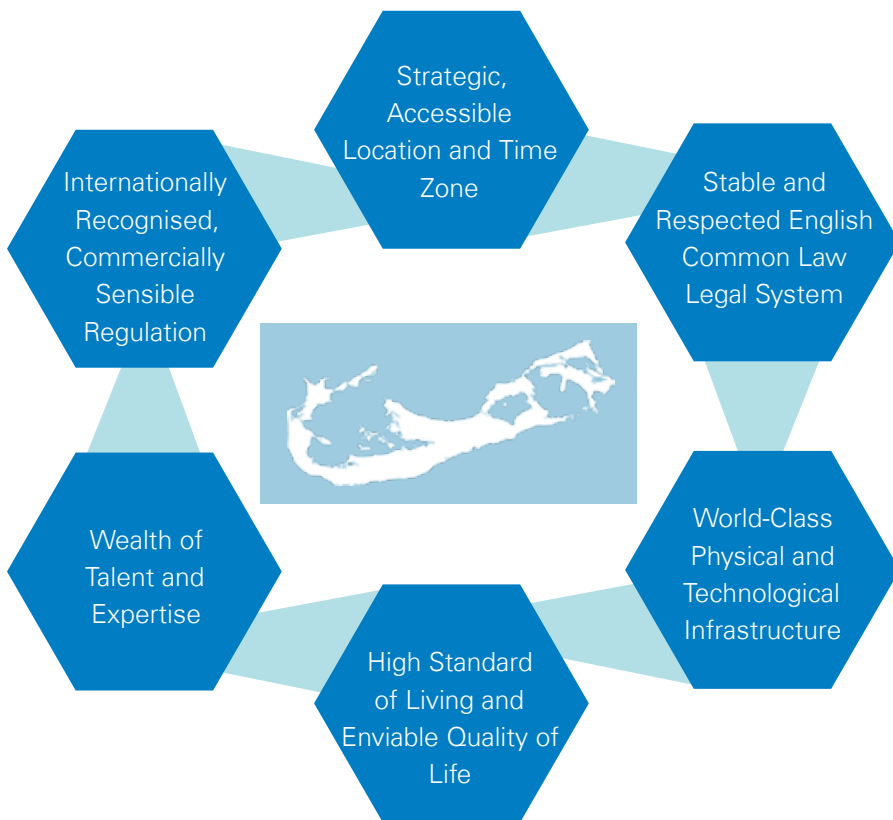 Strategic,
Accessible
Location and Time
Zone
Stable and
Respected English
Common Law
Legal System
World-Class
Physical and
Technological
Infrastructure
High Standard
of Living and
Enviable Quality of
Life
Wealth of
Talent and
Expertise
Internationally
Recognised,
Commercially
Sensible
Regulation